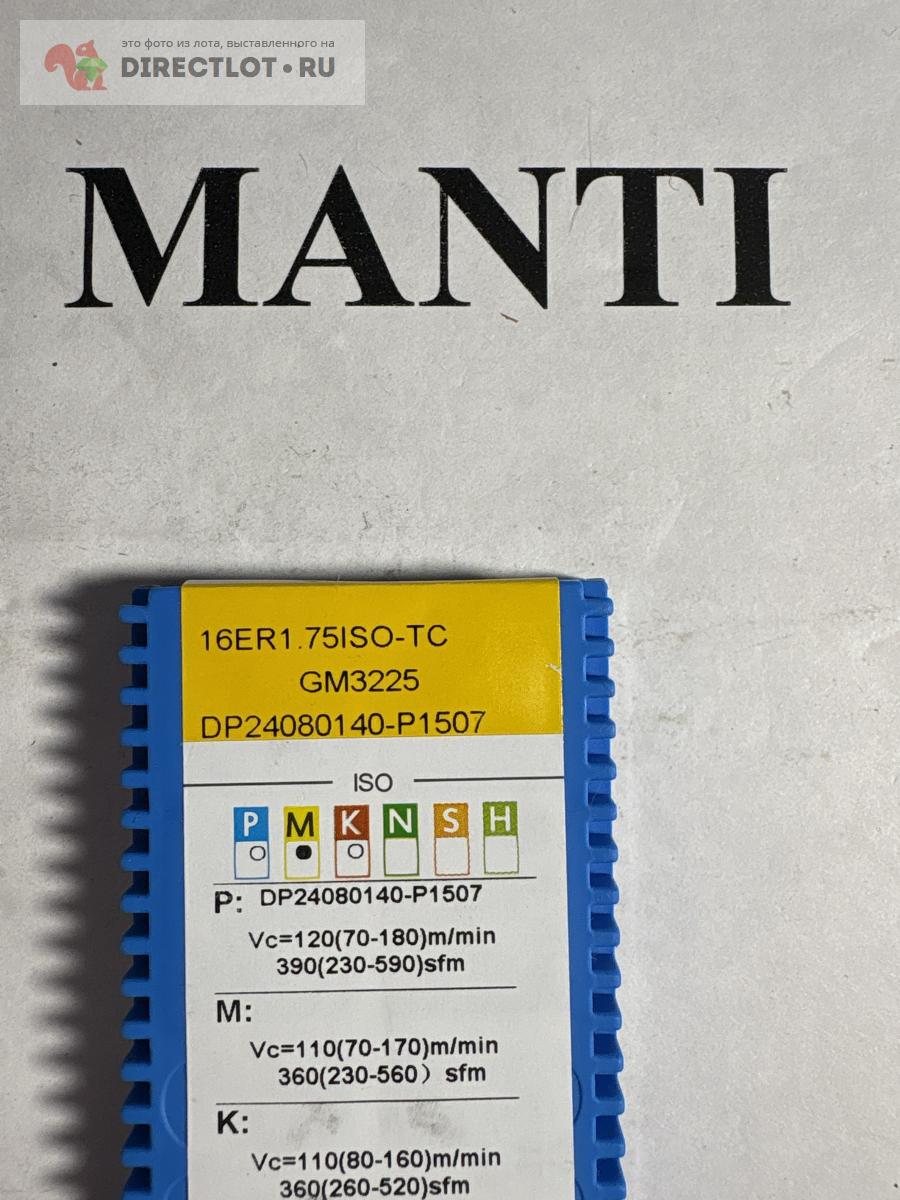 это фото из лота, выставленного на
DIRECTLOT•RU
MANTI
16ER1.75ISO-TC
GM3225
DP24080140-P1507
ISO
P M K N S H
P: DP24080140-P1507
Vc=120(70-180)m/min
390(230-590)sfm
M:
Vc=110(70-170)m/min
360(230-560）sfm
K:
Vc=110(80-160)m/min
360(260-520)sfm